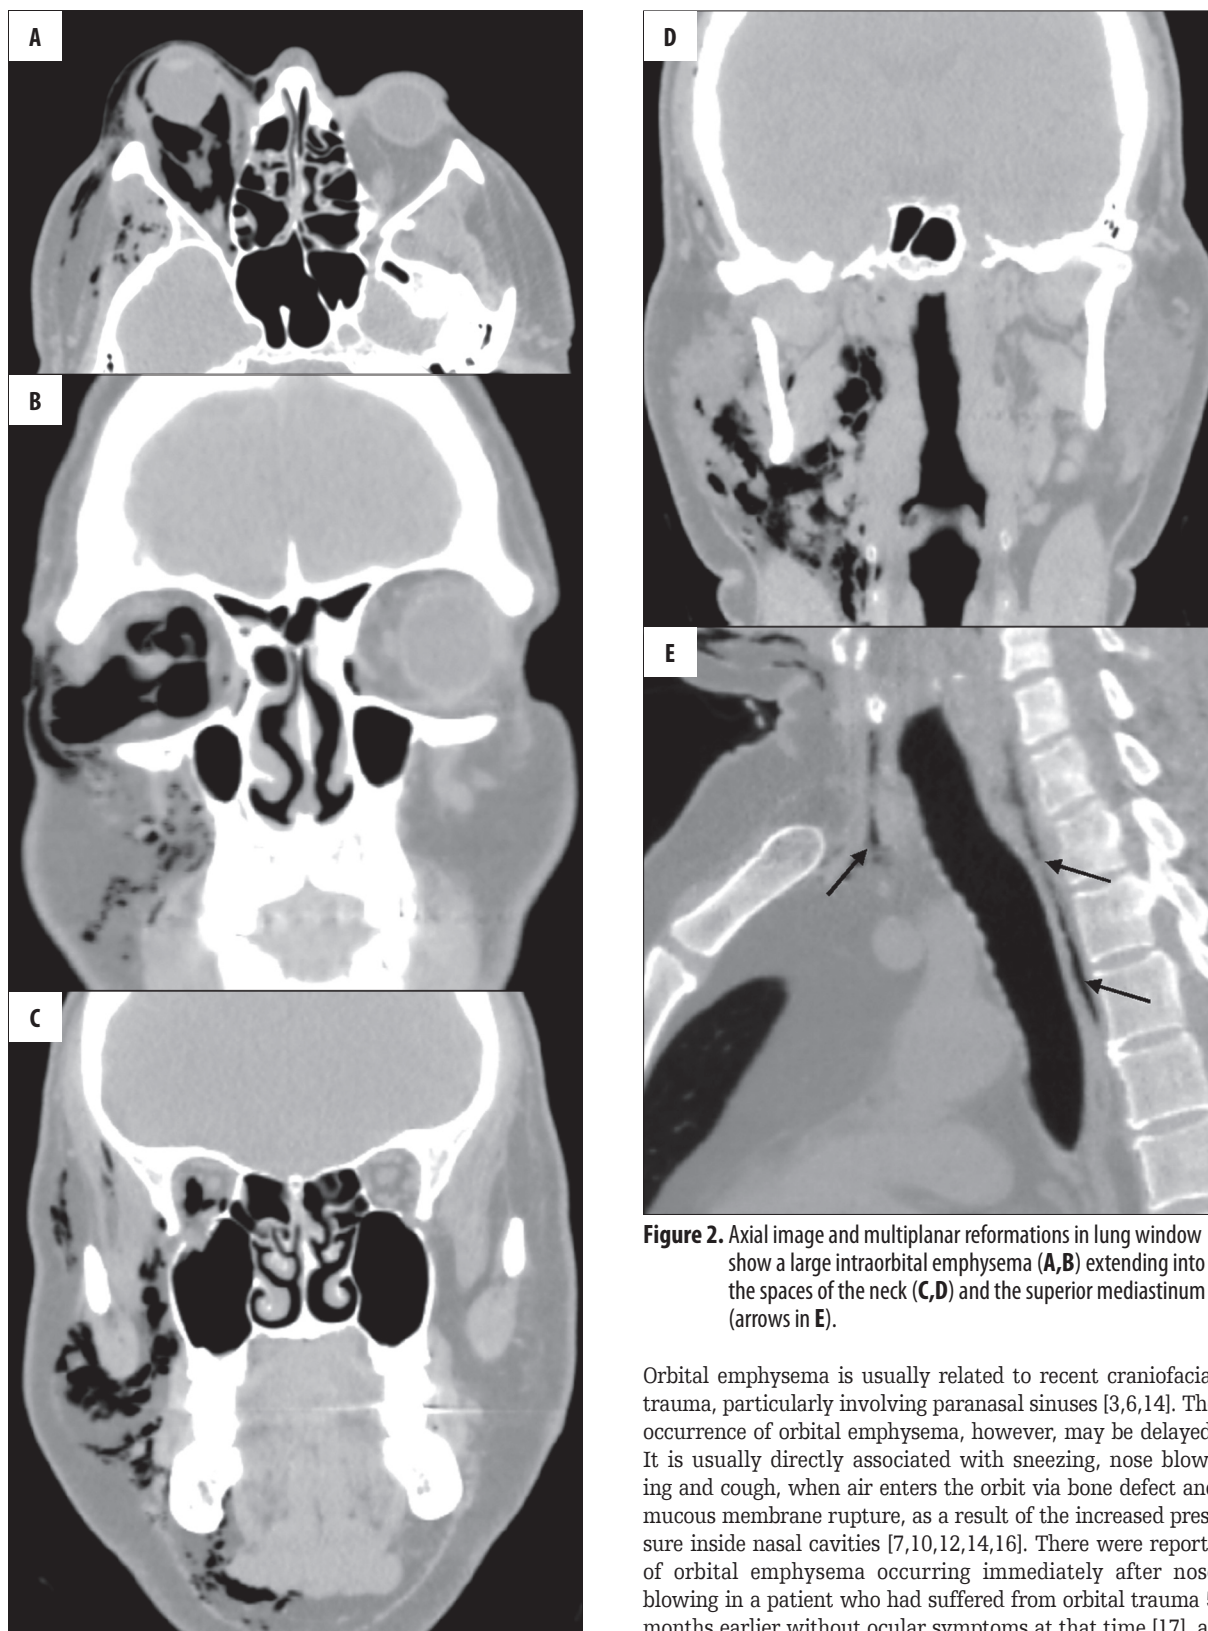 A
B
C
D
E
Figure 2. Axial image and multiplanar reformations in lung window
show a large intraorbital emphysema (A,B) extending into
the spaces of the neck (C,D) and the superior mediastinum
(arrows in E).
Orbital emphysema is usually related to recent craniofacia
trauma, particularly involving paranasal sinuses [3,6,14]. Th
occurrence of orbital emphysema, however, may be delayed
It is usually directly associated with sneezing, nose blow
ing and cough, when air enters the orbit via bone defect and
mucous membrane rupture, as a result of the increased pres
sure inside nasal cavities [7,10,12,14,16]. There were report
of orbital emphysema occurring immediately after nose
blowing in a patient who had suffered from orbital trauma
months earlier without ocular symptoms at that time [17], a